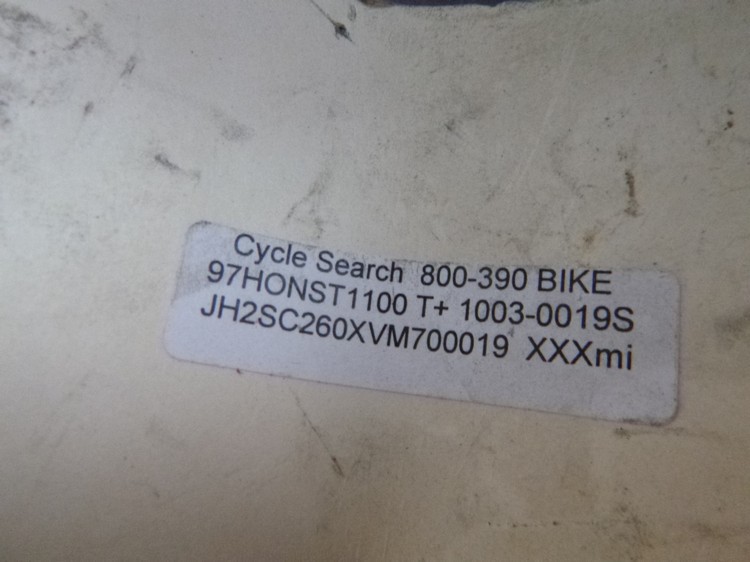 Cycle Search 800-390 BIKE
97HONST1100 T+ 1003-0019S
JH2SC260XVM700019 XXXmi